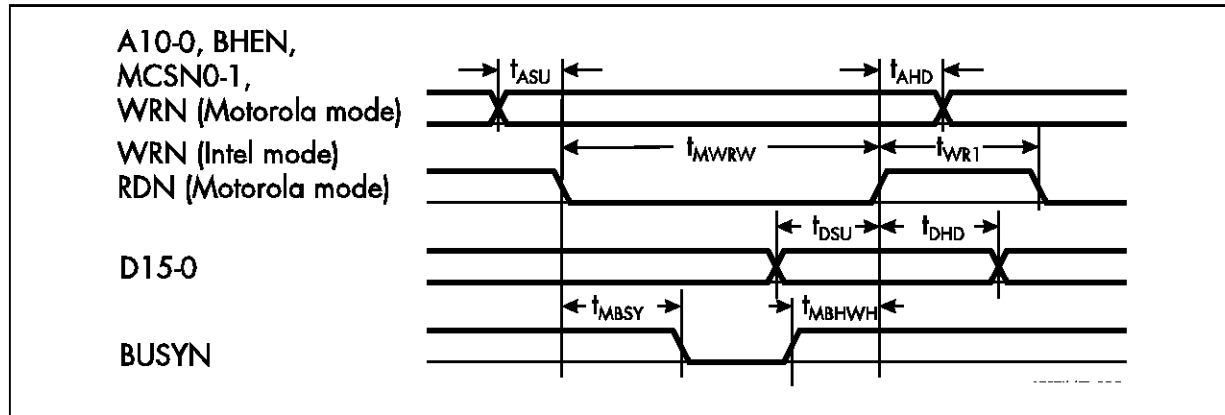 A10-0, BHEN,
MCSN0-1,
WRN (Motorola mode)
tASU
tAHD
WRN (Intel mode)
RDN (Motorola mode)
tMWRW
tWR1
tDSU
tDHD
D15-0
tMBSY
tMBHWH
BUSYN